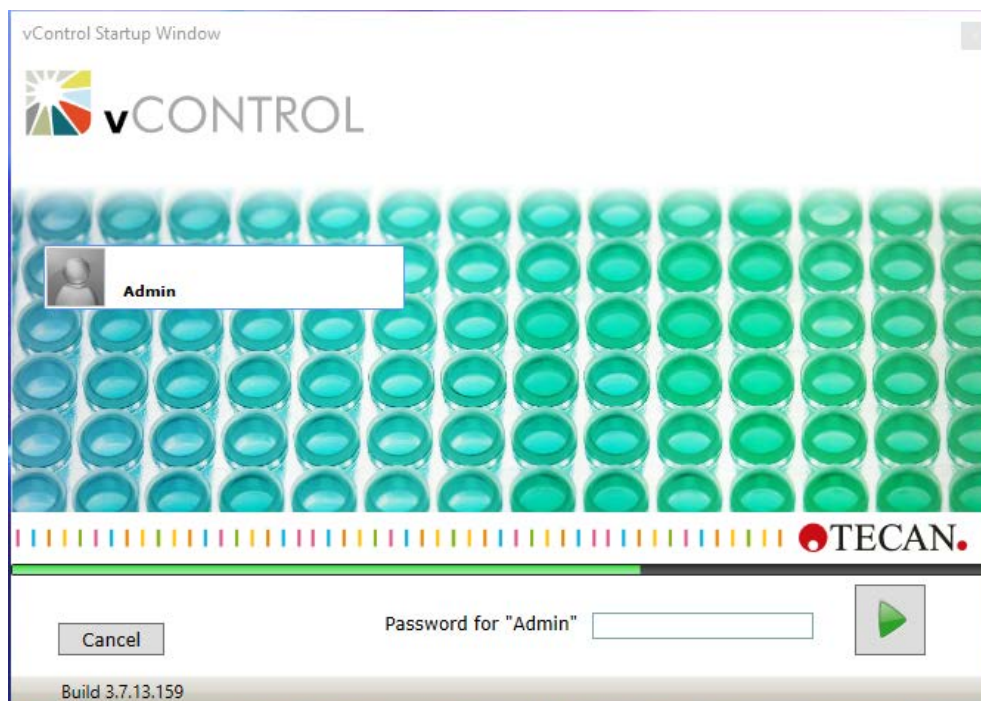 vControl Startup Window
vCONTROL
Admin
TECAN.
Password for "Admin"
Cancel
Build 3.7.13.159